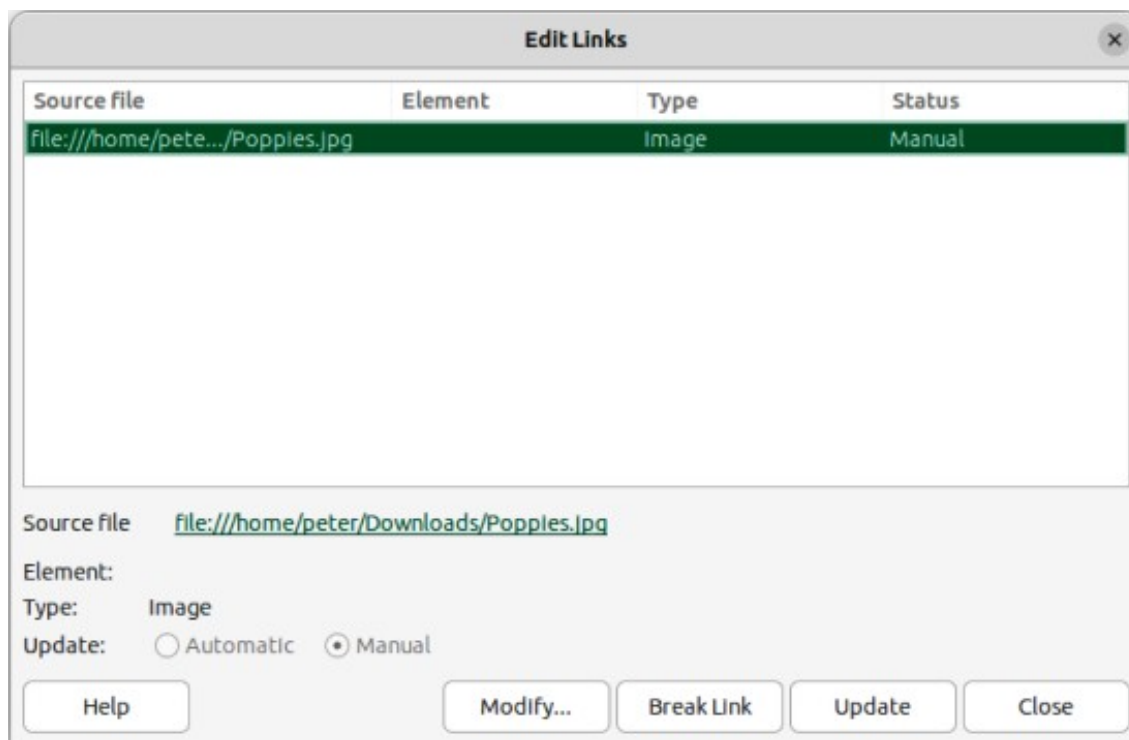 Edit Links
Source file Element Type Status
file:///home/pete.../Poppies.jpg Image Manual
Source file file:///home/peter/Downloads/Poppies.jpg
Element:
Type: Image
Update: Automatic Manual
Help Modify... Break Link Update Close